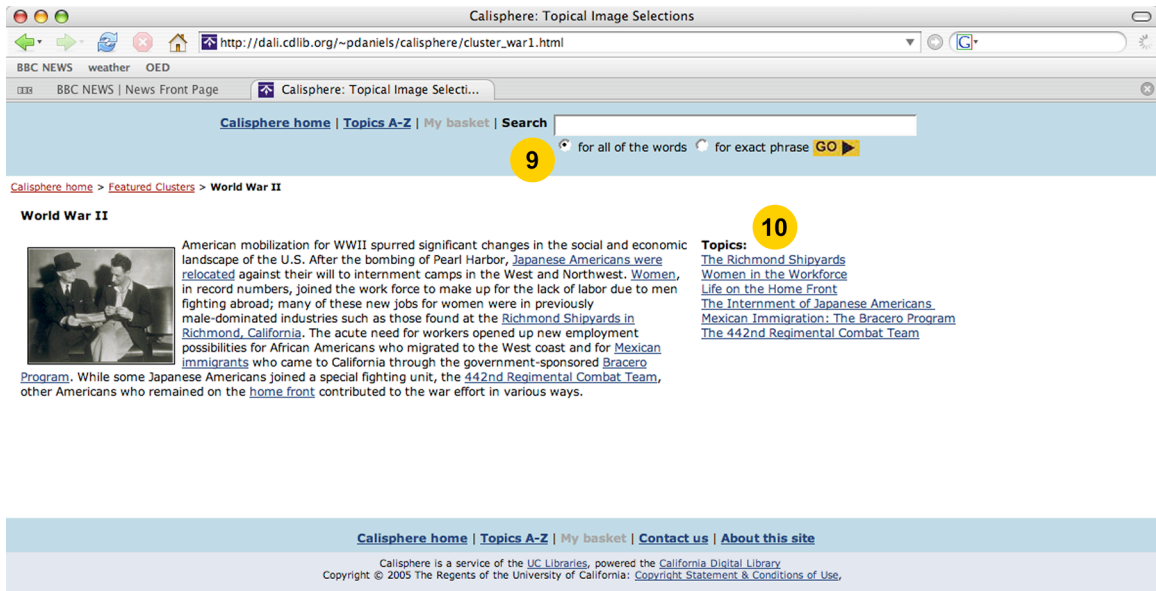 Calisphere: Topical Image Selections
http://dali.cdlib.org/~pdaniels/calisphere/cluster_war1.html
G
BBC NEWS weather OED
BBC NEWS | News Front Page
Calisphere: Topical Image Selecti...
Calisphere home | Topics A-Z | My basket | Search
9
for all of the words for exact phrase GO
Calisphere home > Featured Clusters > World War II
World War II
American mobilization for WWII spurred significant changes in the social and economic
landscape of the U.S. After the bombing of Pearl Harbor, Japanese Americans were
relocated against their will to internment camps in the West and Northwest. Women,
in record numbers, joined the work force to make up for the lack of labor due to men
fighting abroad; many of these new jobs for women were in previously
male-dominated industries such as those found at the Richmond Shipyards in
Richmond, California. The acute need for workers opened up new employment
possibilities for African Americans who migrated to the West coast and for Mexican
immigrants who came to California through the government-sponsored Bracero
Program. While some Japanese Americans joined a special fighting unit, the 442nd Regimental Combat Team,
other Americans who remained on the home front contributed to the war effort in various ways.
10
Topics:
The Richmond Shipyards
Women in the Workforce
Life on the Home Front
The Internment of Japanese Americans
Mexican Immigration: The Bracero Program
The 442nd Regimental Combat Team
Calisphere home | Topics A-Z | My basket | Contact us | About this site
Calisphere is a service of the UC Libraries, powered the California Digital Library
Copyright © 2005 The Regents of the University of California: Copyright Statement & Conditions of Use,